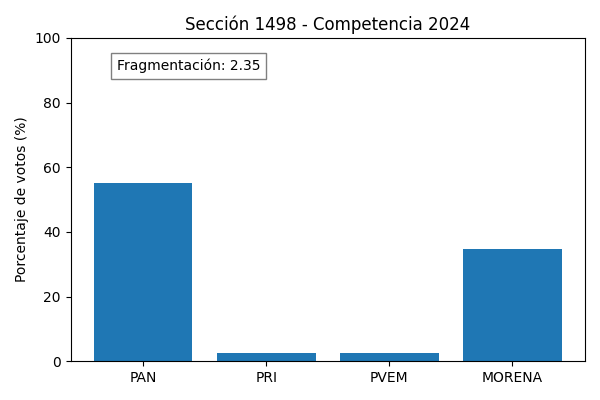 Sección 1498 - Competencia 2024
Fragmentación: 2.35
Porcentaje de votos (%)
100
80
60
40
20
0
PAN PRI PVEM MORENA